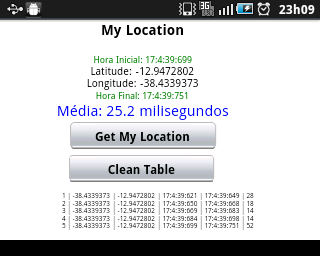 3G
23h09
My Location
Hora Inicial: 17:4:39:699
Latitude: -12.9472802
Longitude: -38.4339373
Hora Final: 17:4:39:751
Média: 25.2 milisegundos
Get My Location
Clean Table
1 | -38.4339373 | -12.9472802 | 17:4:39:621 | 17:4:39:649 | 28
2 | -38.4339373 | -12.9472802 | 17:4:39:650 | 17:4:39:668 | 18
3 | -38.4339373 | -12.9472802 | 17:4:39:669 | 17:4:39:683 | 14
4 | -38.4339373 | -12.9472802 | 17:4:39:684 | 17:4:39:698 | 14
5 | -38.4339373 | -12.9472802 | 17:4:39:699 | 17:4:39:751 | 52